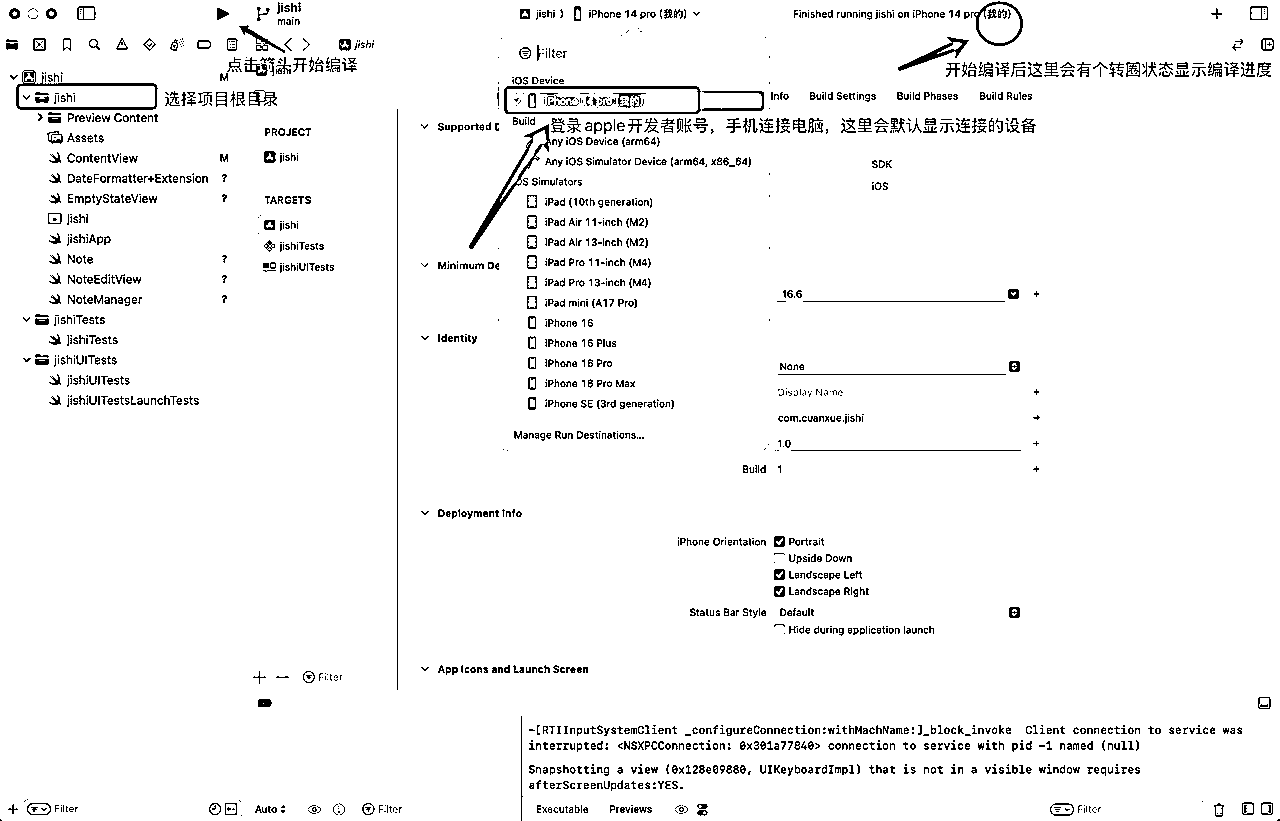 jishi
main
jishi
iPhone 14 pro (我的)
Finished running jishi on iPhone 14 pro (我的)
jishi
点击箭头开始编译
开始编译后这里会有个转圈状态显示编译进度
Filter
iOS Device
iPhone 14 pro (我的)
Build
登录apple开发者账号，手机连接电脑，这里会默认显示连接的设备
Any iOS Device (arm64)
Any iOS Simulator Device (arm64, x86_64)
iOS Simulators
iPad (10th generation)
iPad Air 11-inch (M2)
iPad Air 13-inch (M2)
iPad Pro 11-inch (M4)
iPad Pro 13-inch (M4)
iPad mini (A17 Pro)
iPhone 16
iPhone 16 Plus
iPhone 16 Pro
iPhone 16 Pro Max
iPhone SE (3rd generation)
Manage Run Destinations...
jishi M
jishi
选择项目根目录
Preview Content
Assets
ContentView M
DateFormatter+Extension ?
EmptyStateView ?
jishi
jishiApp
Note ?
NoteEditView ?
NoteManager ?
jishiTests
jishiTests
jishiUITests
jishiUITests
jishiUITestsLaunchTests
PROJECT
jishi
TARGETS
jishi
jishiTests
jishiUITests
Info Build Settings Build Phases Build Rules
Supported D
SDK
iOS
Minimum De
16.6
Identity
None
Display Name
com.cuanxue.jishi
1.0
Build 1
Deployment Info
iPhone Orientation Portrait
Upside Down
Landscape Left
Landscape Right
Status Bar Style Default
Hide during application launch
App Icons and Launch Screen
Filter
-[RTIInputSystemClient _configureConnection:withMachName:]_block_invoke Client connection to service was
interrupted: <NSXPCConnection: 0x301a77840> connection to service with pid -1 named (null)
Snapshotting a view (0x128e09880, UIKeyboardImpl) that is not in a visible window requires
afterScreenUpdates:YES.
Filter
Auto
Filter
Executable Previews
Filter